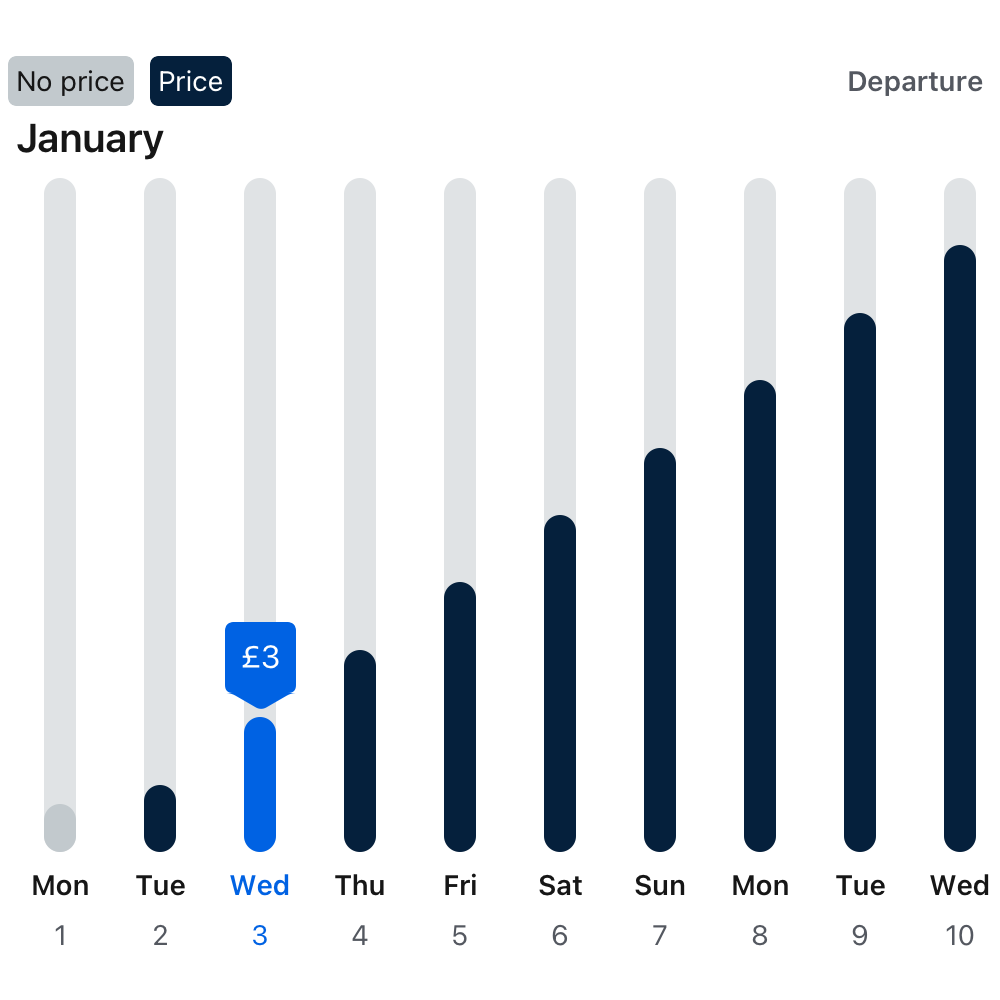 No price Price Departure
January
£3
Mon Tue Wed Thu Fri Sat Sun Mon Tue Wed
1 2 3 4 5 6 7 8 9 10